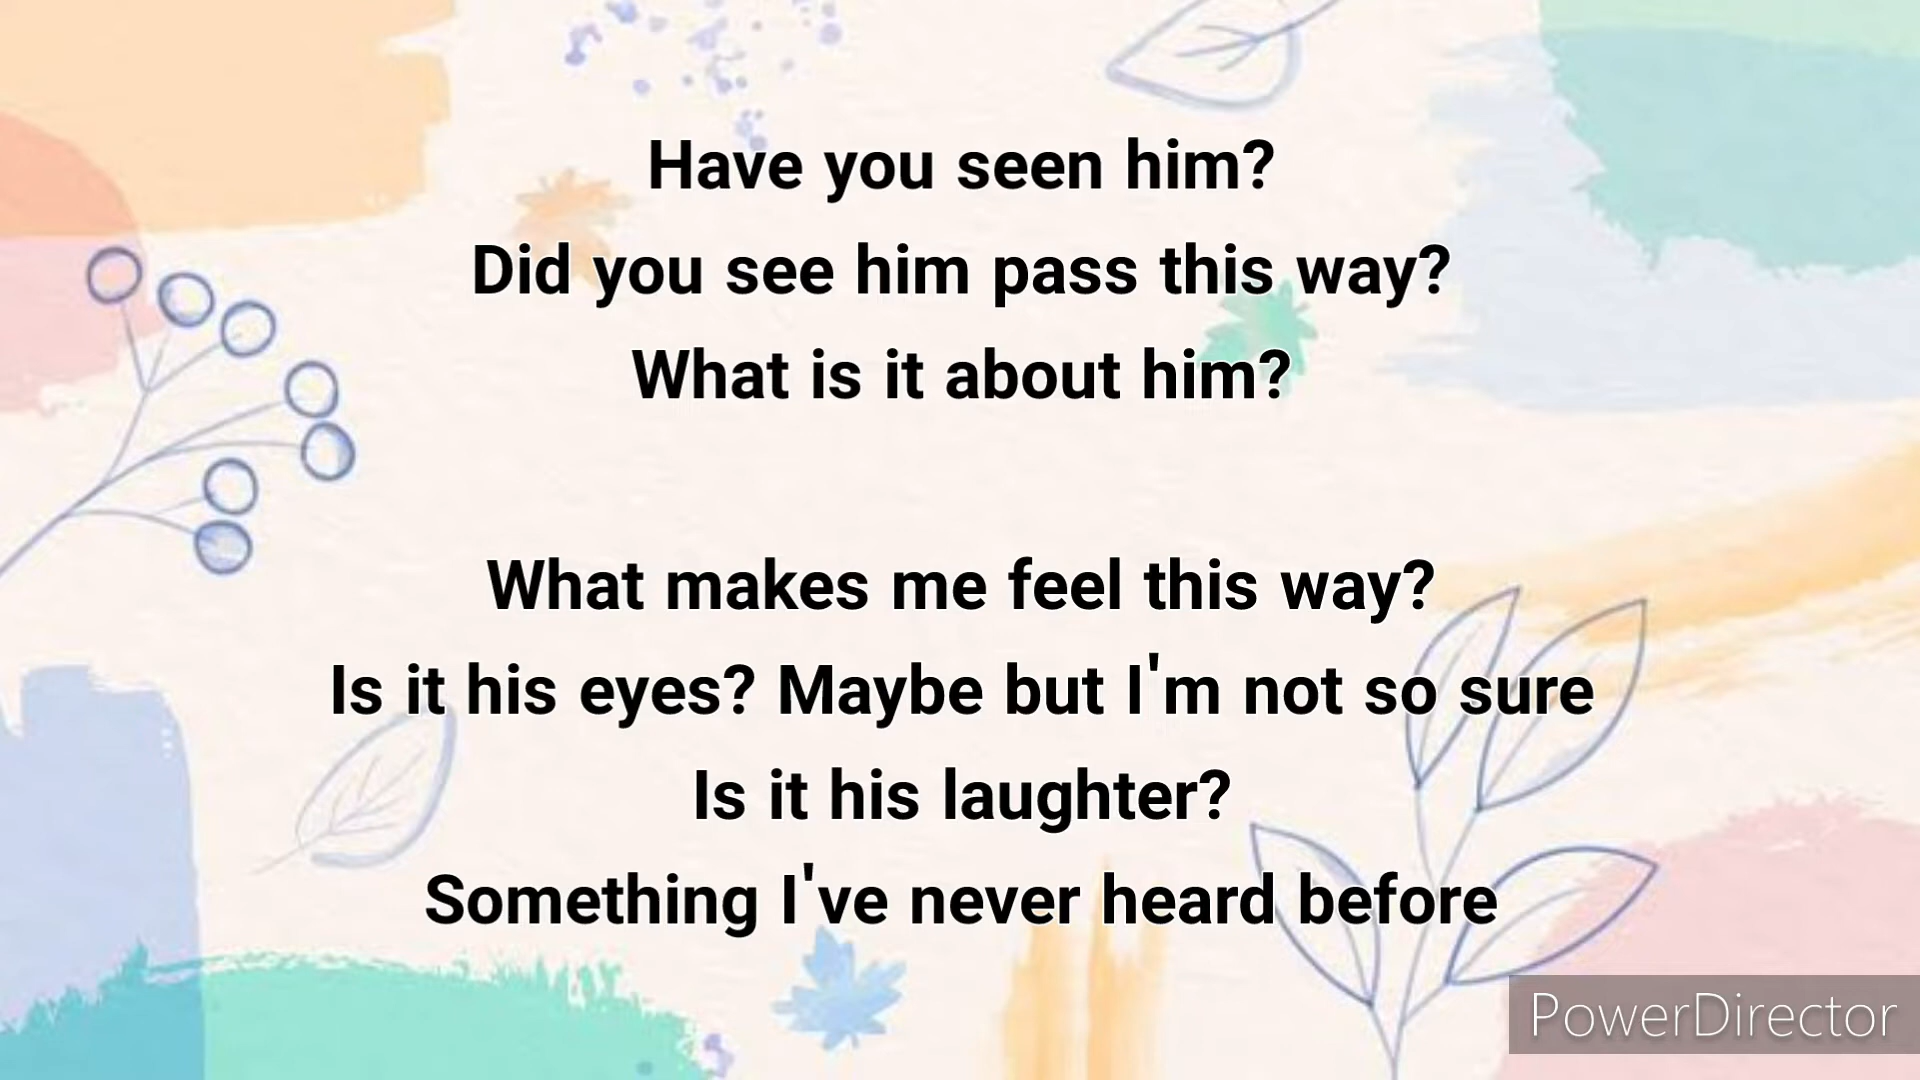 Have you seen him?
Did you see him pass this way?
What is it about him?
What makes me feel this way?
Is it his eyes? Maybe but I'm not so sure
Is it his laughter?
Something I've never heard before
PowerDirector